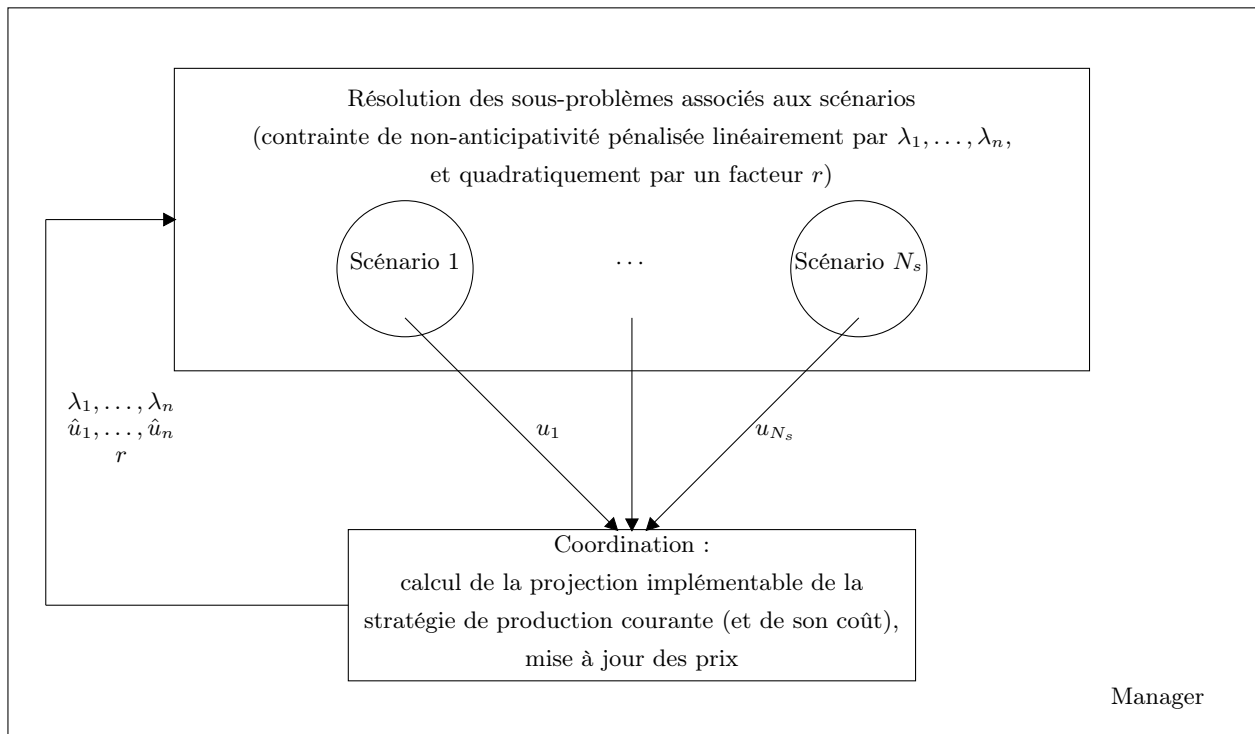 Résolution des sous-problèmes associés aux scénarios
(contrainte de non-anticipativité pénalisée linéairement par λ₁, . . . , λₙ,
et quadratiquement par un facteur r)
Scénario 1
. . .
Scénario Nₛ
λ₁, . . . , λₙ
û₁, . . . , ûₙ
r
u₁
u_{Nₛ}
Coordination :
calcul de la projection implémentable de la
stratégie de production courante (et de son coût),
mise à jour des prix
Manager